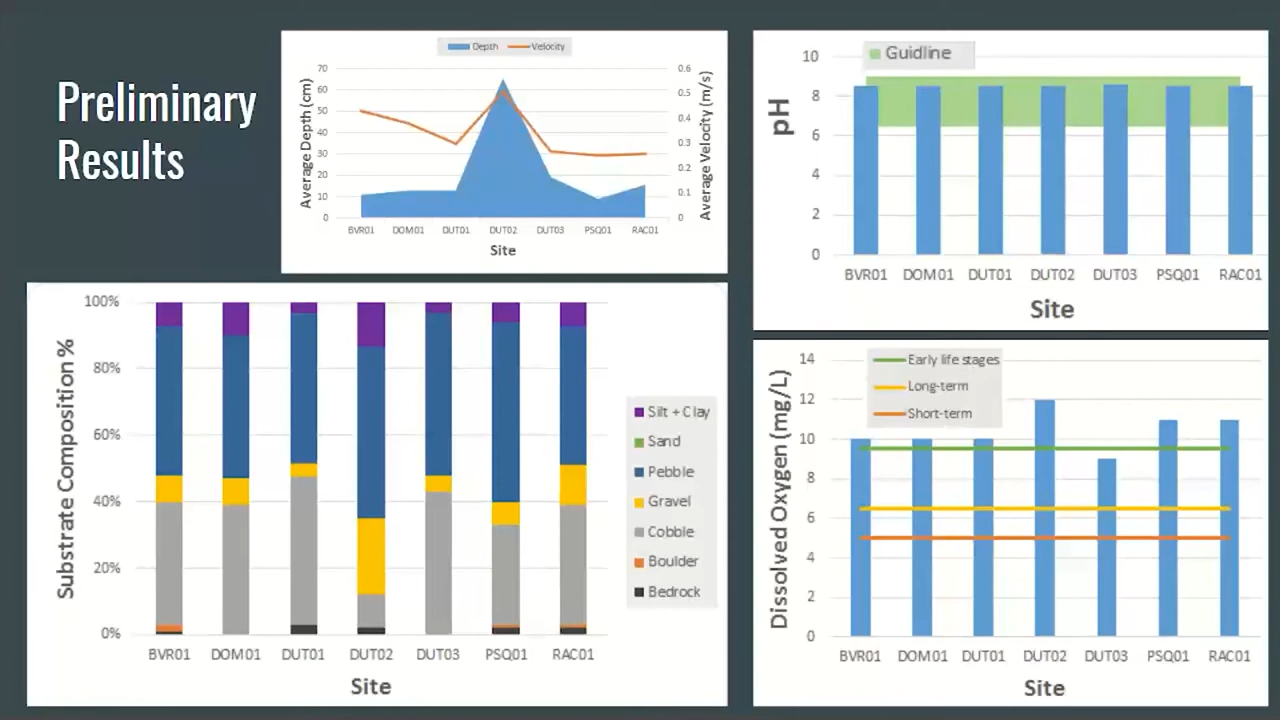 Preliminary
Results
Depth
Velocity
Average Depth (cm)
70
60
50
40
30
20
10
0
0.6
0.5
0.4
0.3
0.2
0.1
0
Average Velocity (m/s)
BVR01 DOM01 DUT01 DUT02 DUT03 PSQ01 RAC01
Site
Guidline
pH
10
8
6
4
2
0
BVR01 DOM01 DUT01 DUT02 DUT03 PSQ01 RAC01
Site
Substrate Composition %
100%
80%
60%
40%
20%
0%
BVR01 DOM01 DUT01 DUT02 DUT03 PSQ01 RAC01
Site
Silt + Clay
Sand
Pebble
Gravel
Cobble
Boulder
Bedrock
Early life stages
Long-term
Short-term
Dissolved Oxygen (mg/L)
14
12
10
8
6
4
2
0
BVR01 DOM01 DUT01 DUT02 DUT03 PSQ01 RAC01
Site